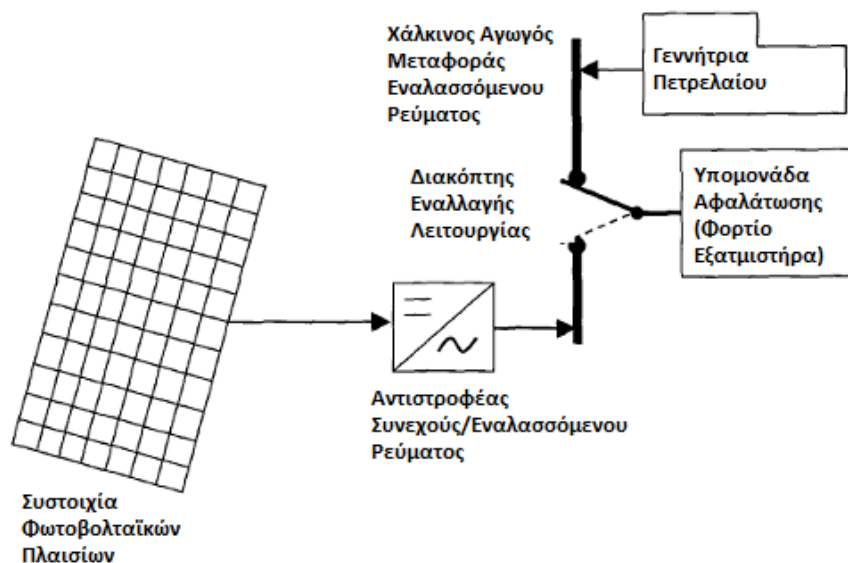 Χάλκινος Αγωγός
Μεταφοράς
Εναλασσόμενου
Ρεύματος
Γεννήτρια
Πετρελαίου
Διακόπτης
Εναλλαγής
Λειτουργίας
Υπομονάδα
Αφαλάτωσης
(Φορτίο
Εξατμιστήρα)
Αντιστροφέας
Συνεχούς/Εναλασσόμενου
Ρεύματος
Συστοιχία
Φωτοβολταϊκών
Πλαισίων